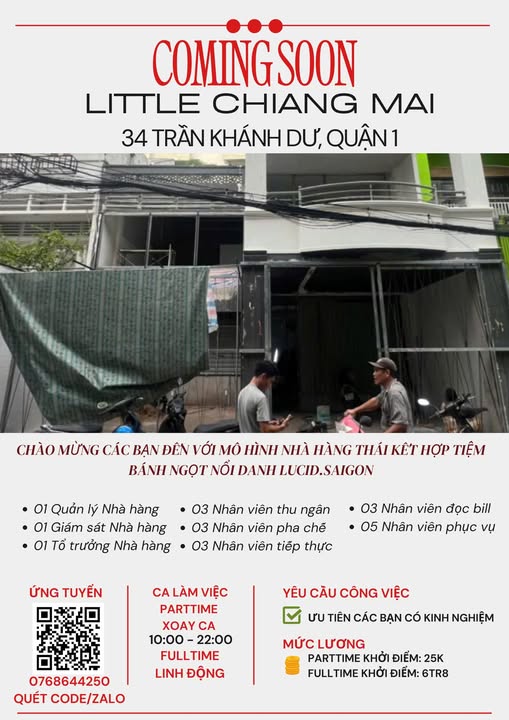 COMING SOON
LITTLE CHIANG MAI
34 TRẦN KHÁNH DƯ, QUẬN 1
CHÀO MỪNG CÁC BẠN ĐẾN VỚI MÔ HÌNH NHÀ HÀNG THÁI KẾT HỢP TIỆM
BÁNH NGỌT NỔI DANH LUCID.SAIGON
• 01 Quản lý Nhà hàng
• 01 Giám sát Nhà hàng
• 01 Tổ trưởng Nhà hàng
• 03 Nhân viên thu ngân
• 03 Nhân viên pha chế
• 03 Nhân viên tiếp thực
• 03 Nhân viên đọc bill
• 05 Nhân viên phục vụ
ỨNG TUYỂN
0768644250
QUÉT CODE/ZALO
CA LÀM VIỆC
PARTTIME
XOAY CA
10:00 - 22:00
FULLTIME
LINH ĐỘNG
YÊU CẦU CÔNG VIỆC
ƯU TIÊN CÁC BẠN CÓ KINH NGHIỆM
MỨC LƯƠNG
PARTTIME KHỞI ĐIỂM: 25K
FULLTIME KHỞI ĐIỂM: 6TR8